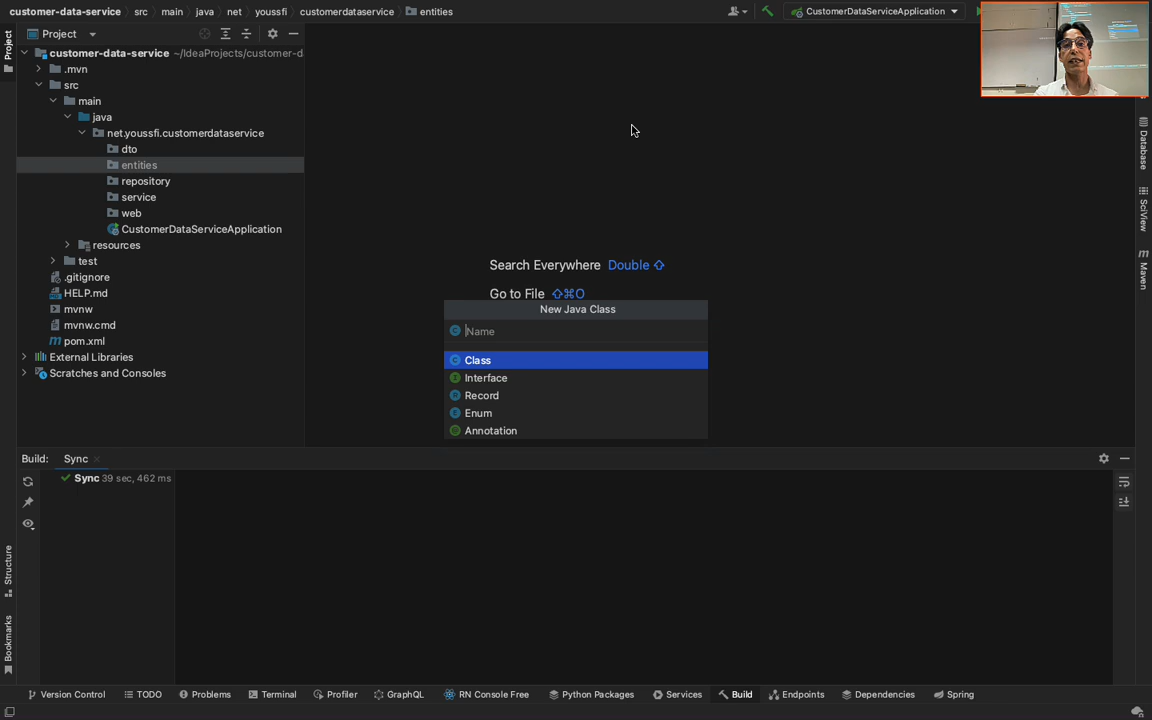 customer-data-service
src
main
java
net
youssfi
customerdataservice
entities
CustomerDataServiceApplication
Project
Project
customer-data-service ~/IdeaProjects/customer-d
.mvn
src
main
java
net.youssfi.customerdataservice
dto
entities
repository
service
web
CustomerDataServiceApplication
resources
test
.gitignore
HELP.md
mvnw
mvnw.cmd
pom.xml
External Libraries
Scratches and Consoles
Search Everywhere Double ⇧
Go to File ⇧⌘O
New Java Class
Name
Class
Interface
Record
Enum
Annotation
Database
SciView
Maven
Build: Sync
Sync 39 sec, 462 ms
Structure
Bookmarks
Version Control
TODO
Problems
Terminal
Profiler
GraphQL
RN Console Free
Python Packages
Services
Build
Endpoints
Dependencies
Spring